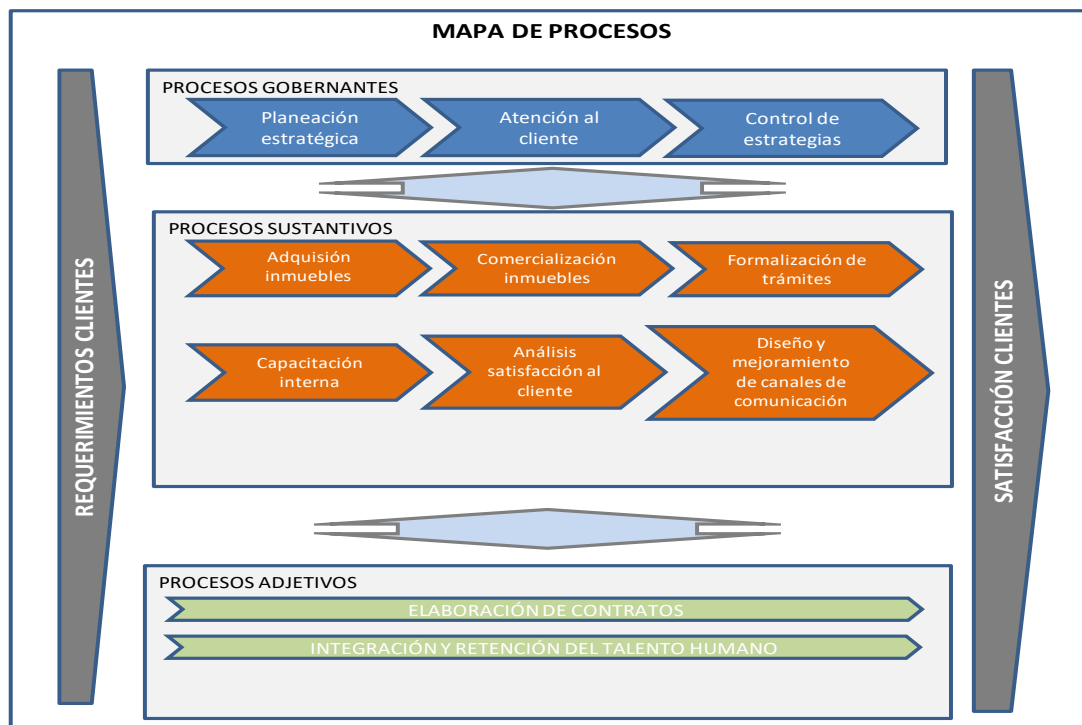 MAPA DE PROCESOS
REQUERIMIENTOS CLIENTES
PROCESOS GOBERNANTES
Planeación
estratégica
Atención al
cliente
Control de
estrategias
PROCESOS SUSTANTIVOS
Adquisión
inmuebles
Comercialización
inmuebles
Formalización de
trámites
Capacitación
interna
Análisis
satisfacción al
cliente
Diseño y
mejoramiento
de canales de
comunicación
PROCESOS ADJETIVOS
ELABORACIÓN DE CONTRATOS
INTEGRACIÓN Y RETENCIÓN DEL TALENTO HUMANO
SATISFACCIÓN CLIENTES